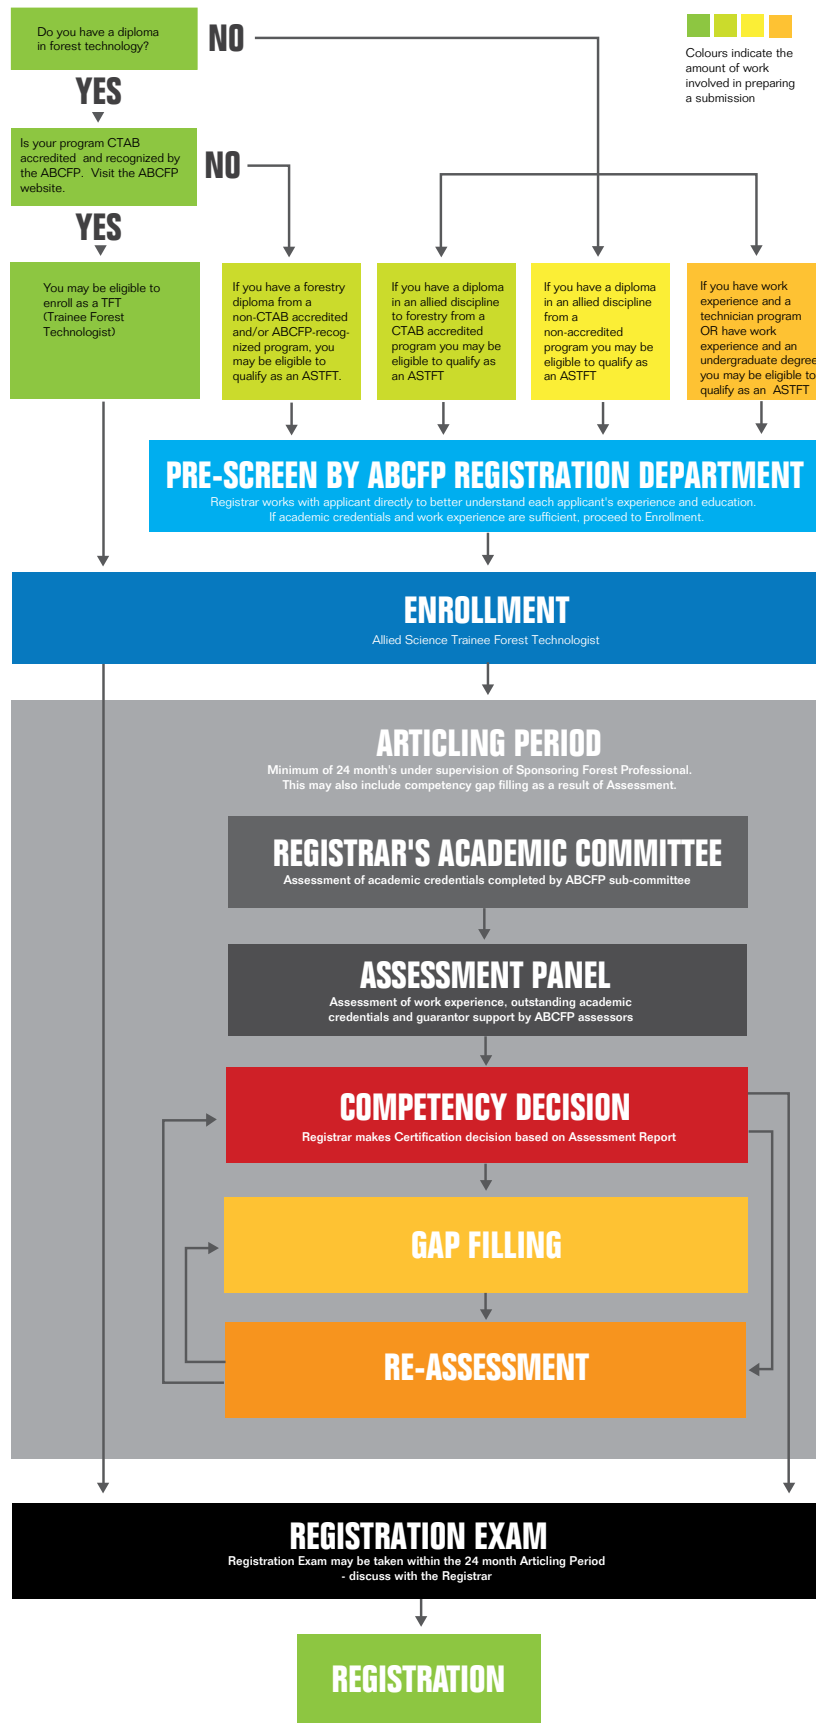 Do you have a diploma
in forest technology?
NO
Colours indicate the
amount of work
involved in preparing
a submission
YES
Is your program CTAB
accredited and recognized by
the ABCFP. Visit the ABCFP
website.
NO
YES
You may be eligible to
enroll as a TFT
(Trainee Forest
Technologist)
If you have a forestry
diploma from a
non-CTAB accredited
and/or ABCFP-recog-
nized program, you
may be eligible to
qualify as an ASTFT.
If you have a diploma
in an allied discipline
to forestry from a
CTAB accredited
program you may be
eligible to qualify as
an ASTFT
If you have a diploma
in an allied discipline
from a
non-accredited
program you may be
eligible to qualify as
an ASTFT
If you have work
experience and a
technician program
OR have work
experience and an
undergraduate degree
you may be eligible to
qualify as an ASTFT
PRE-SCREEN BY ABCFP REGISTRATION DEPARTMENT
Registrar works with applicant directly to better understand each applicant's experience and education.
If academic credentials and work experience are sufficient, proceed to Enrollment.
ENROLLMENT
Allied Science Trainee Forest Technologist
ARTICLING PERIOD
Minimum of 24 month's under supervision of Sponsoring Forest Professional.
This may also include competency gap filling as a result of Assessment.
REGISTRAR'S ACADEMIC COMMITTEE
Assessment of academic credentials completed by ABCFP sub-committee
ASSESSMENT PANEL
Assessment of work experience, outstanding academic
credentials and guarantor support by ABCFP assessors
COMPETENCY DECISION
Registrar makes Certification decision based on Assessment Report
GAP FILLING
RE-ASSESSMENT
REGISTRATION EXAM
Registration Exam may be taken within the 24 month Articling Period
- discuss with the Registrar
REGISTRATION